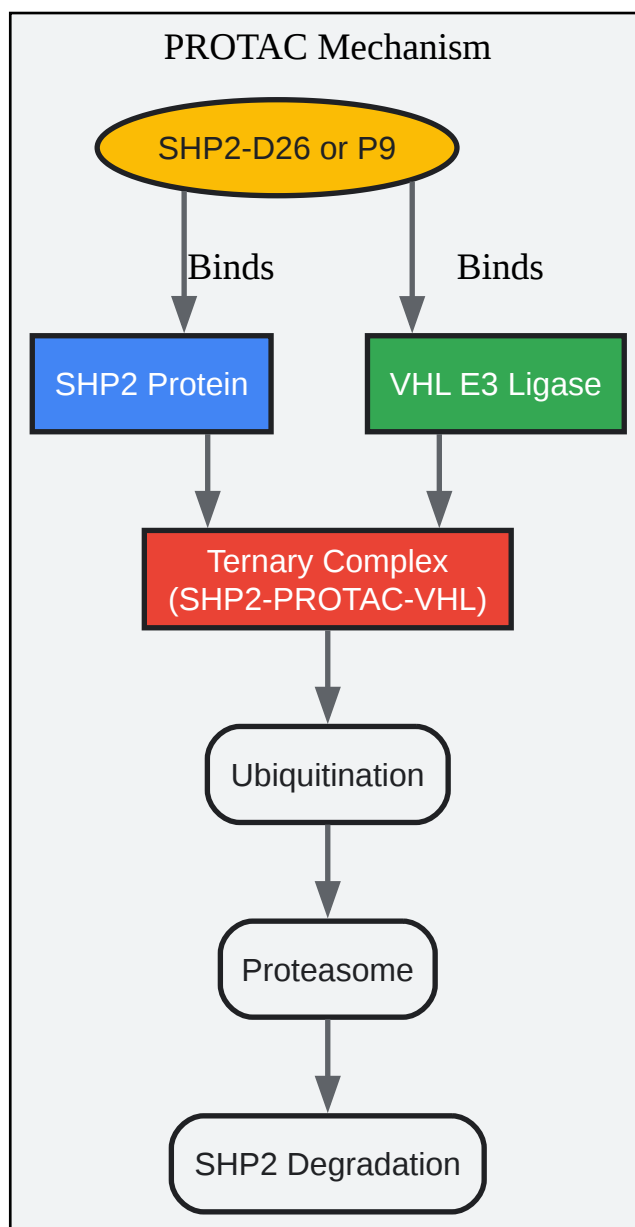 PROTAC Mechanism
SHP2-D26 or P9
Binds
Binds
SHP2 Protein
VHL E3 Ligase
Ternary Complex
(SHP2-PROTAC-VHL)
Ubiquitination
Proteasome
SHP2 Degradation